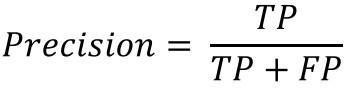 Precision = TP / (TP + FP)